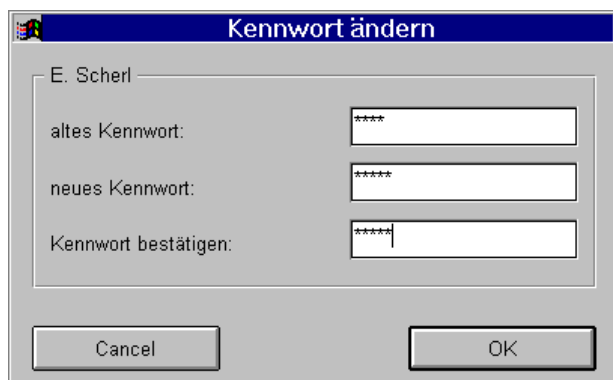 Kennwort ändern
E. Scherl
altes Kennwort: ****
neues Kennwort: *****
Kennwort bestätigen: *****
Cancel OK